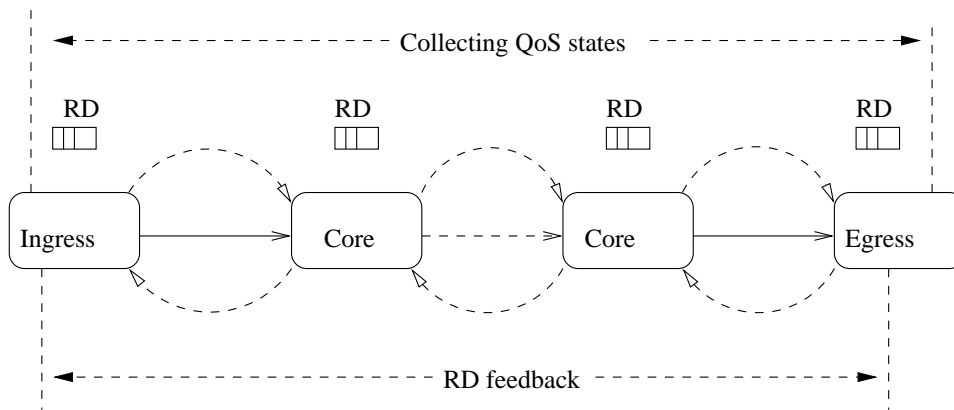 Collecting QoS states
RD RD RD RD
Ingress Core Core Egress
RD feedback